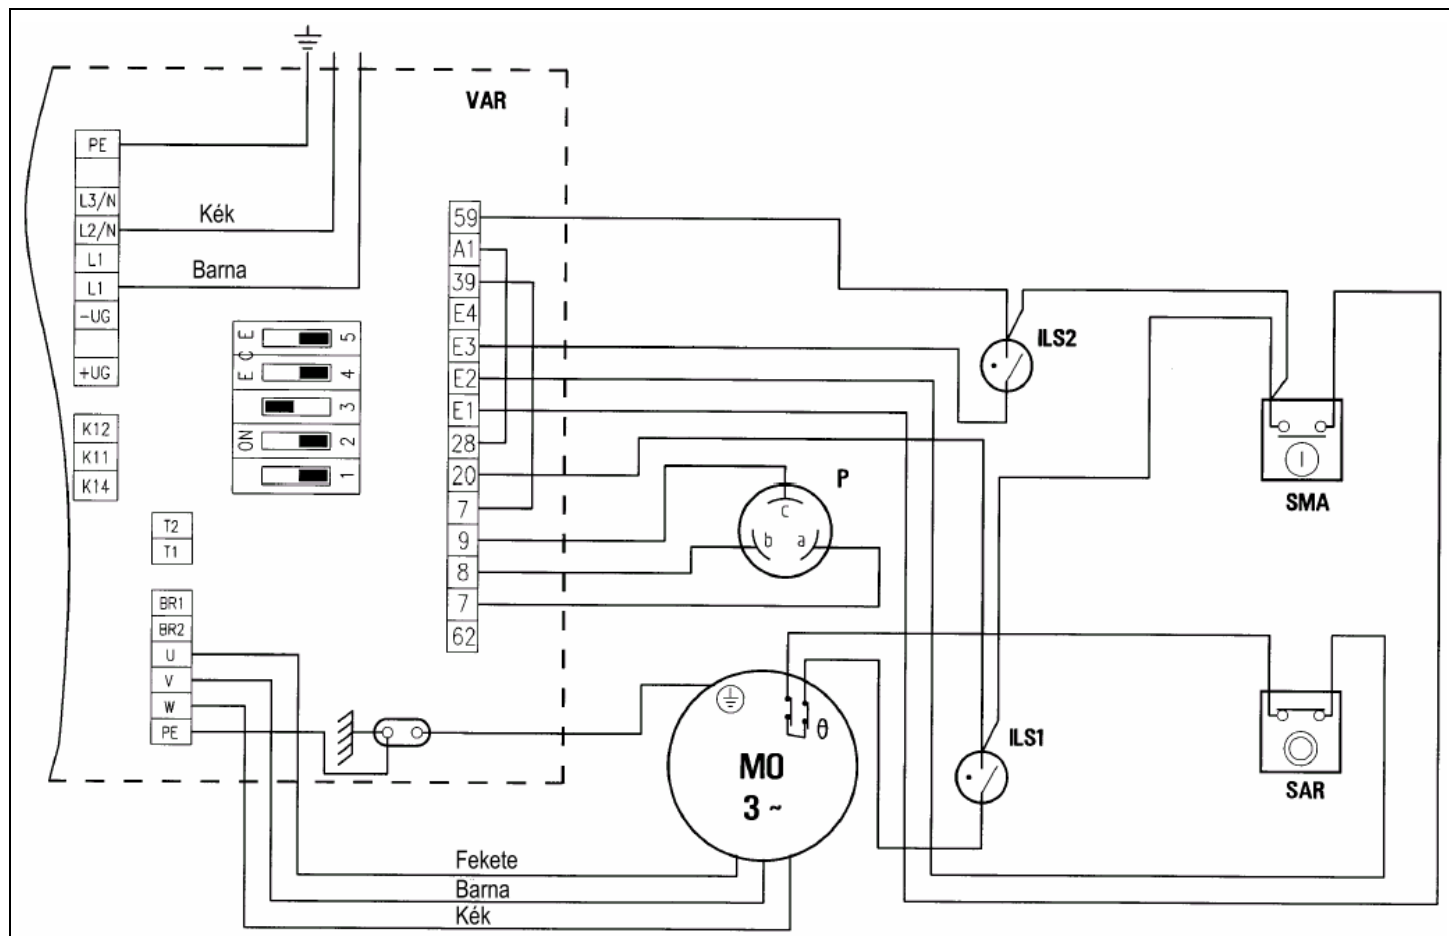 VAR
PE
L3/N
L2/N
L1
L1
-UG
+UG
K12
K11
K14
T2
T1
BR1
BR2
U
V
W
PE
Kék
Barna
E C E
ON
5
4
3
2
1
59
A1
39
E4
E3
E2
E1
28
20
7
9
8
7
62
P
c
b a
ILS2
SMA
I
ILS1
SAR
θ
MO
3 ~
Fekete
Barna
Kék